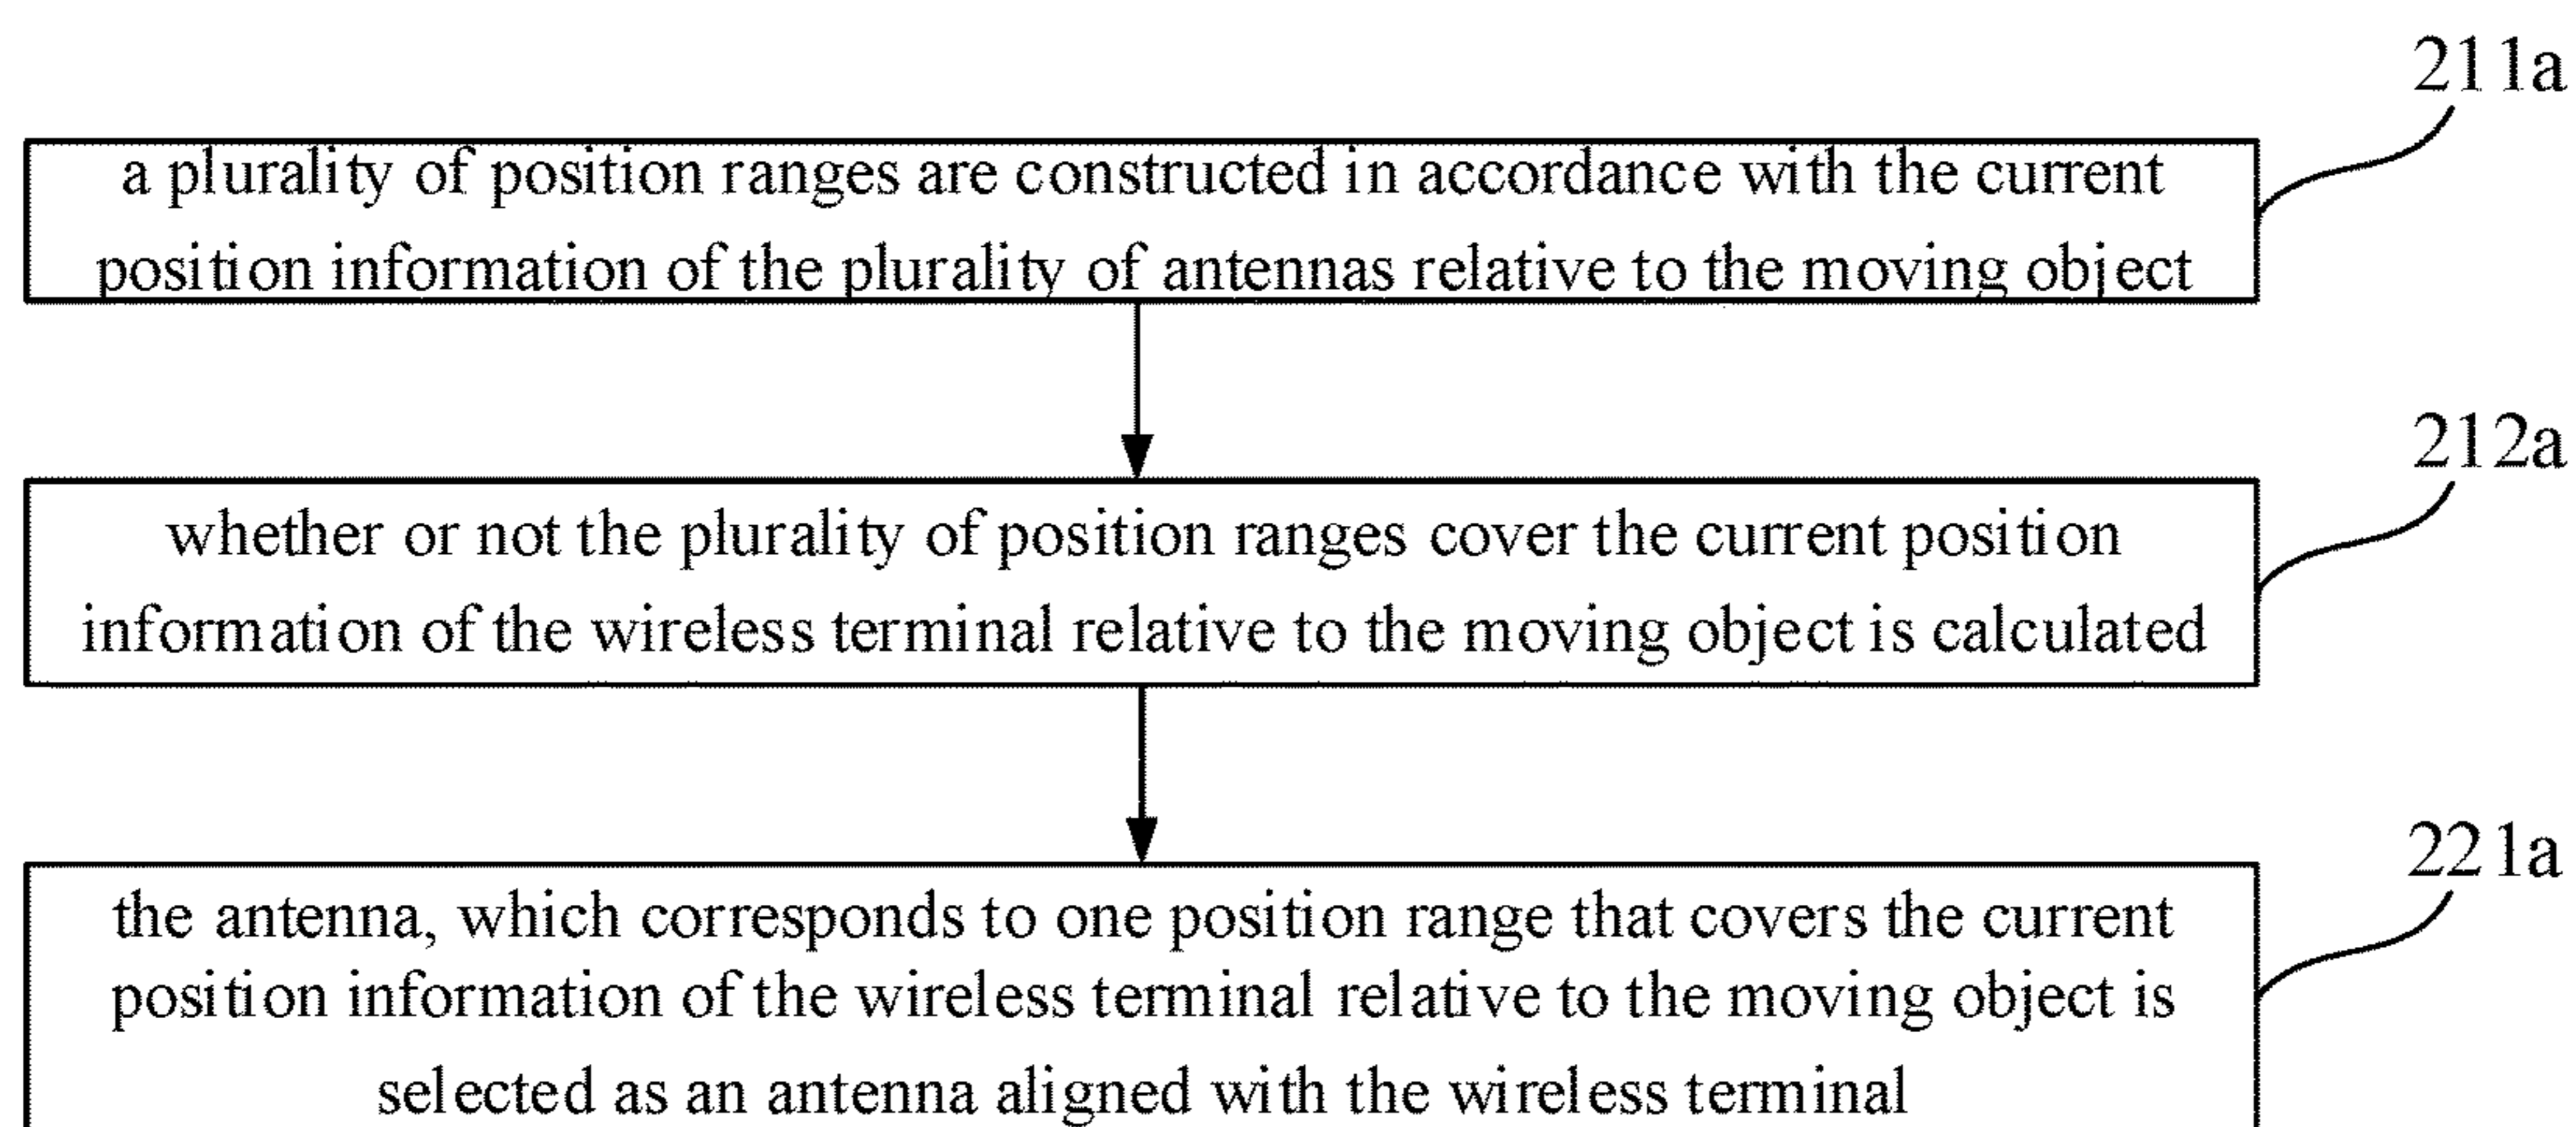 211a
a plurality of position ranges are constructed in accordance with the current
position information of the plurality of antennas relative to the moving object
212a
whether or not the plurality of position ranges cover the current position
information of the wireless terminal relative to the moving object is calculated
221a
the antenna, which corresponds to one position range that covers the current
position information of the wireless terminal relative to the moving object is
selected as an antenna aligned with the wireless terminal